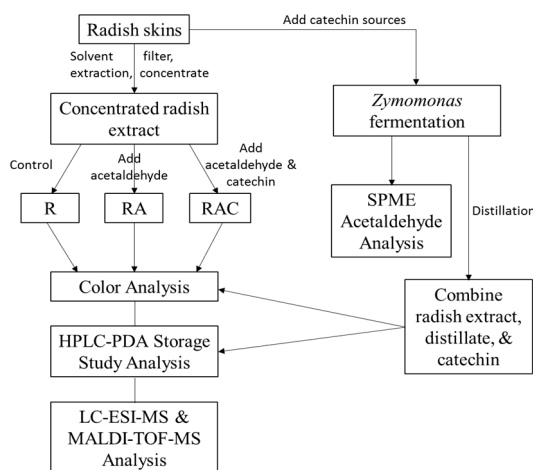 Radish skins
Add catechin sources
Solvent filter,
extraction, concentrate
Concentrated radish
extract
Zymomonas
fermentation
Control
Add
acetaldehyde
Add
acetaldehyde &
catechin
R
RA
RAC
SPME
Acetaldehyde
Analysis
Distillation
Color Analysis
Combine
radish extract,
distillate, &
catechin
HPLC-PDA Storage
Study Analysis
LC-ESI-MS &
MALDI-TOF-MS
Analysis